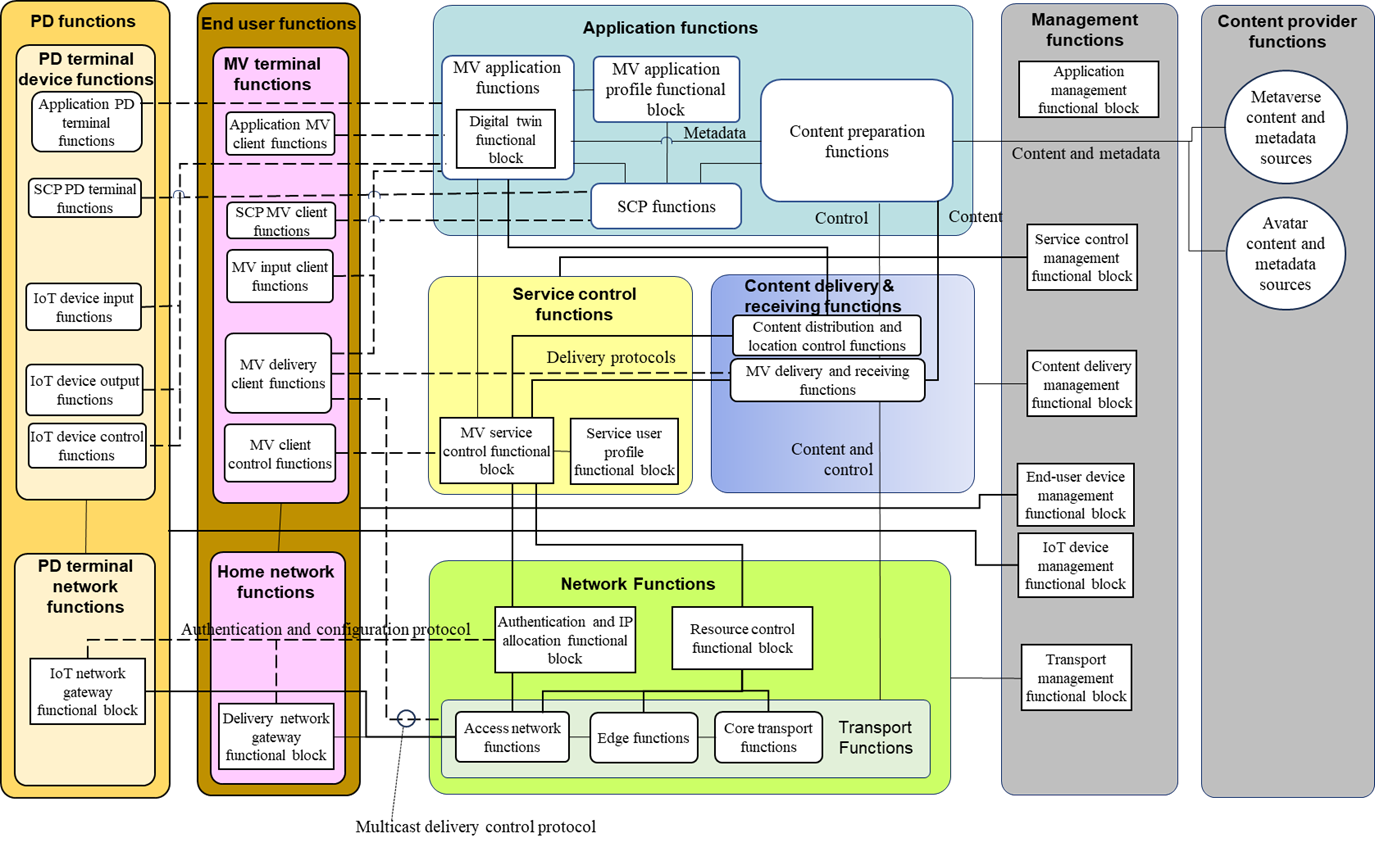 PD functions
PD terminal
device functions
Application PD
terminal
functions
SCP PD terminal
functions
IoT device input
functions
IoT device output
functions
IoT device control
functions
PD terminal
network
functions
IoT network
gateway
functional block
End user functions
MV terminal
functions
Application MV
client functions
SCP MV client
functions
MV input client
functions
MV delivery
client functions
MV client
control functions
Home network
functions
Authentication and configuration protocol
Delivery network
gateway
functional block
Multicast delivery control protocol
Application functions
MV application
functions
Digital twin
functional
block
MV application
profile functional
block
Metadata
Content preparation
functions
SCP functions
Control
Content
Content and metadata
Service control
functions
Delivery protocols
MV service
control functional
block
Service user
profile
functional block
Content delivery &
receiving functions
Content distribution and
location control functions
MV delivery and receiving
functions
Content and
control
Network Functions
Authentication and IP
allocation functional
block
Resource control
functional block
Access network
functions
Edge functions
Core transport
functions
Transport
Functions
Management
functions
Application
management
functional block
Service control
management
functional block
Content delivery
management
functional block
End-user device
management
functional block
IoT device
management
functional block
Transport
management
functional block
Content provider
functions
Metaverse
content and
metadata
sources
Avatar
content and
metadata
sources